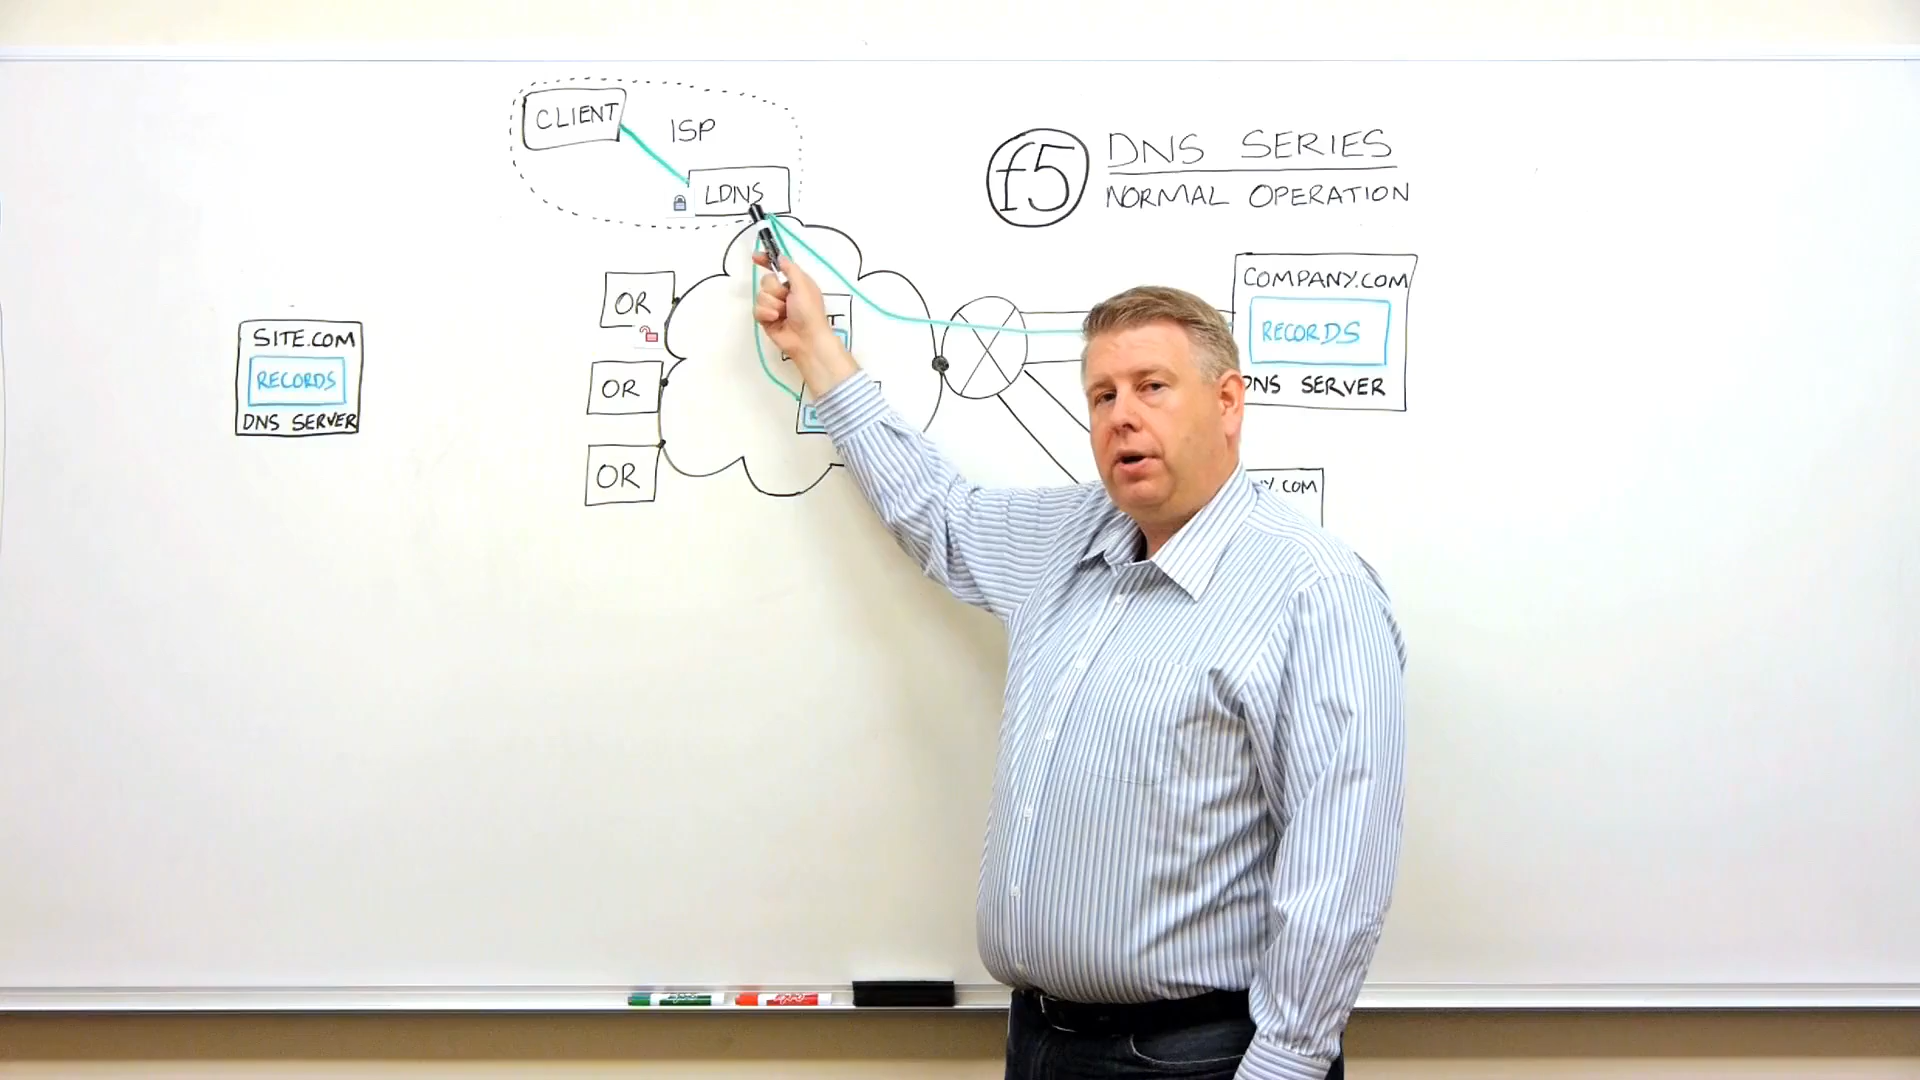 CLIENT
ISP
LDNS
f5
DNS SERIES
NORMAL OPERATION
OR
OR
OR
SITE.COM
RECORDS
DNS SERVER
COMPANY.COM
RECORDS
DNS SERVER
.COM